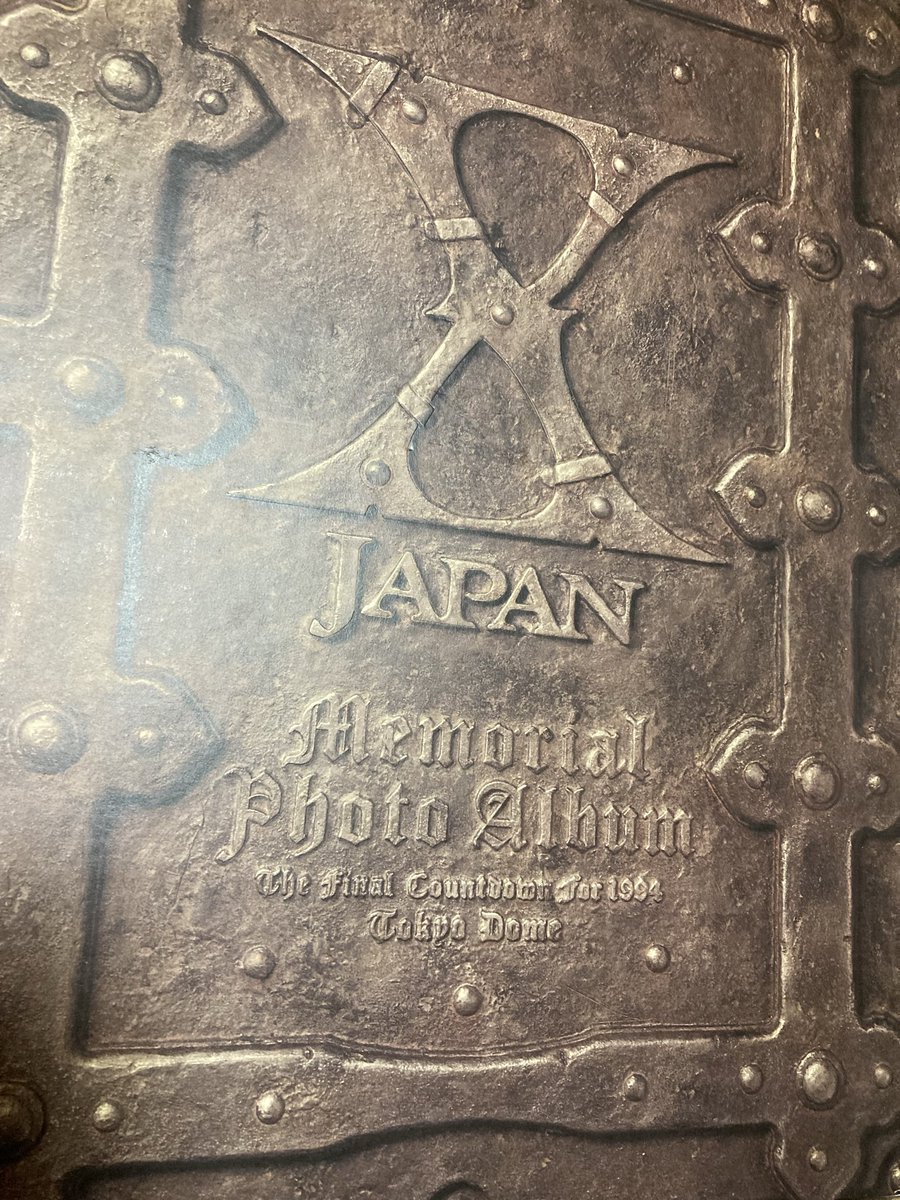 X
JAPAN
Memorial
Photo Album
The Final Countdown For 1994
Tokyo Dome